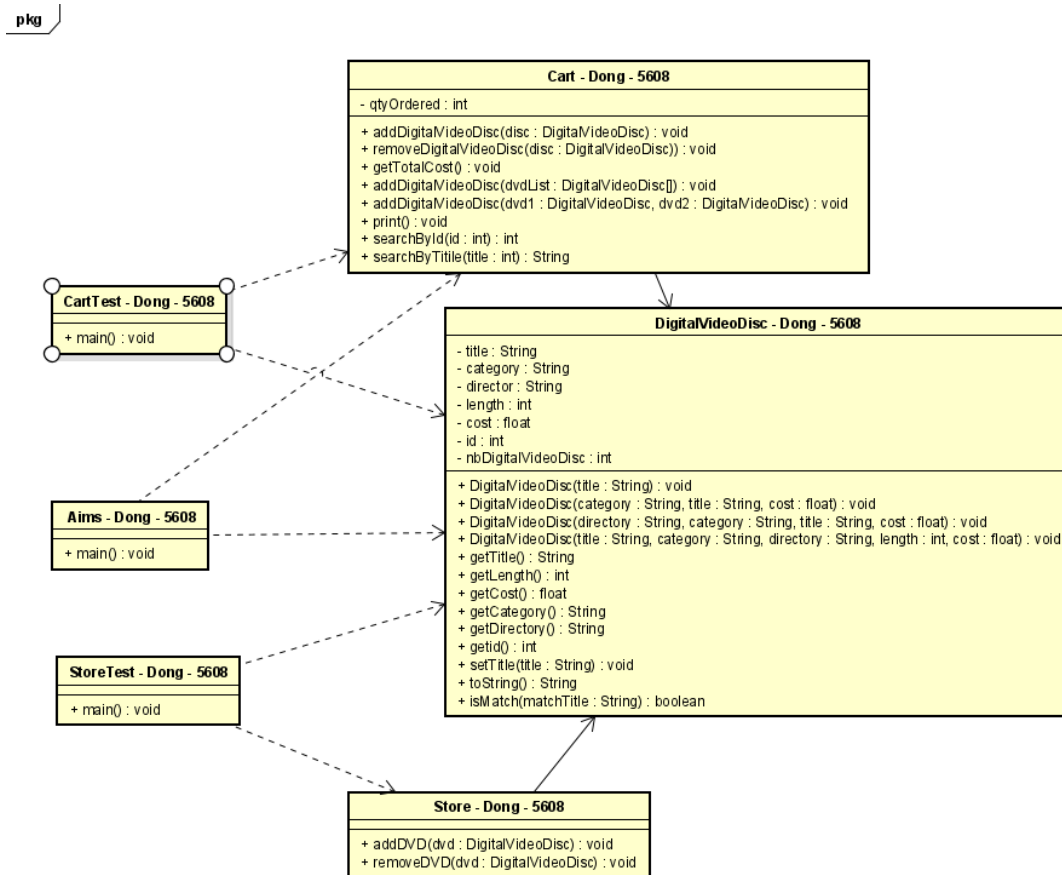 pkg
Cart - Dong - 5608
- qtyOrdered : int
+ addDigitalVideoDisc(disc : DigitalVideoDisc) : void
+ removeDigitalVideoDisc(disc : DigitalVideoDisc)) : void
+ getTotalCost() : void
+ addDigitalVideoDisc(dvdList : DigitalVideoDisc[]) : void
+ addDigitalVideoDisc(dvd1 : DigitalVideoDisc, dvd2 : DigitalVideoDisc) : void
+ print() : void
+ searchById(id : int) : int
+ searchByTitile(title : int) : String
CartTest - Dong - 5608
+ main() : void
DigitalVideoDisc - Dong - 5608
- title : String
- category : String
- director : String
- length : int
- cost : float
- id : int
- nbDigitalVideoDisc : int
+ DigitalVideoDisc(title : String) : void
+ DigitalVideoDisc(category : String, title : String, cost : float) : void
+ DigitalVideoDisc(directory : String, category : String, title : String, cost : float) : void
+ DigitalVideoDisc(title : String, category : String, directory : String, length : int, cost : float) : void
+ getTitle() : String
+ getLength() : int
+ getCost() : float
+ getCategory() : String
+ getDirectory() : String
+ getid() : int
+ setTitle(title : String) : void
+ toString() : String
+ isMatch(matchTitle : String) : boolean
Aims - Dong - 5608
+ main() : void
StoreTest - Dong - 5608
+ main() : void
Store - Dong - 5608
+ addDVD(dvd : DigitalVideoDisc) : void
+ removeDVD(dvd : DigitalVideoDisc) : void